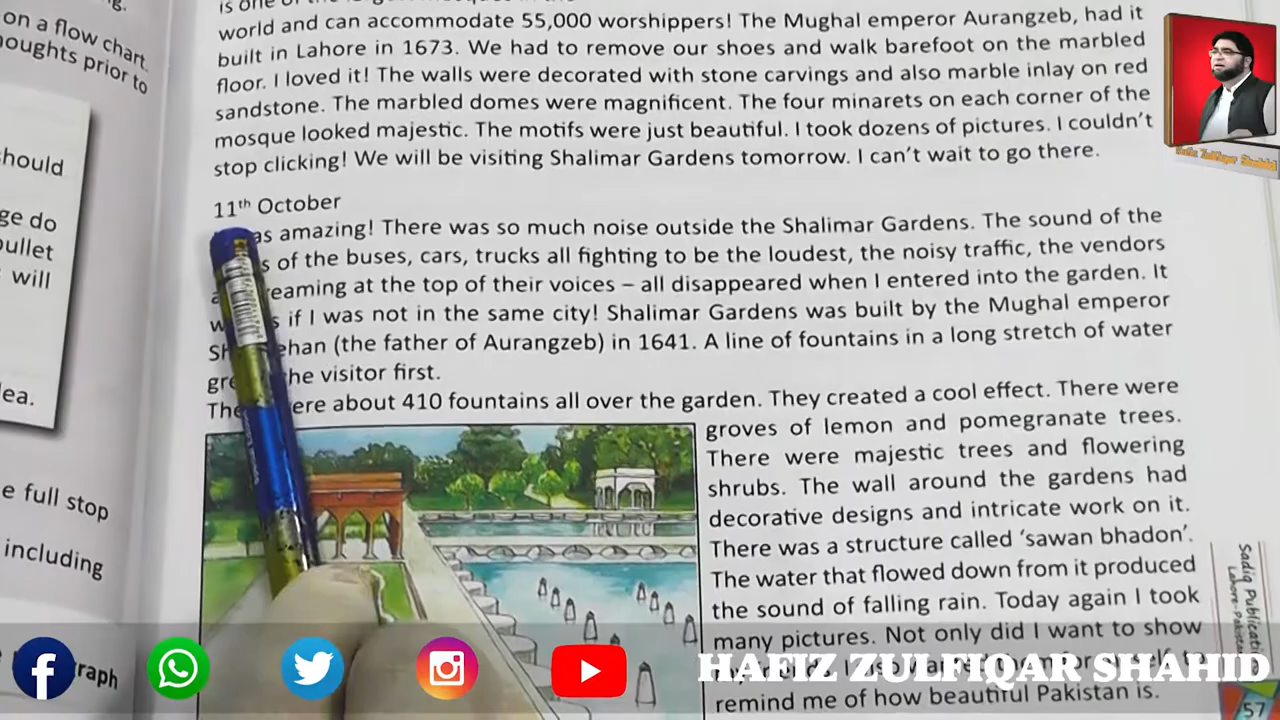 on a flow chart.
houghts prior to
hould
ge do
bullet
will
lea.
e full stop
including
raph
world and can accommodate 55,000 worshippers! The Mughal emperor Aurangzeb, had it
built in Lahore in 1673. We had to remove our shoes and walk barefoot on the marbled
floor. I loved it! The walls were decorated with stone carvings and also marble inlay on red
sandstone. The marbled domes were magnificent. The four minarets on each corner of the
mosque looked majestic. The motifs were just beautiful. I took dozens of pictures. I couldn't
stop clicking! We will be visiting Shalimar Gardens tomorrow. I can't wait to go there.
11th October
as amazing! There was so much noise outside the Shalimar Gardens. The sound of the
s of the buses, cars, trucks all fighting to be the loudest, the noisy traffic, the vendors
reaming at the top of their voices – all disappeared when I entered into the garden. It
s if I was not in the same city! Shalimar Gardens was built by the Mughal emperor
ehan (the father of Aurangzeb) in 1641. A line of fountains in a long stretch of water
he visitor first.
ere about 410 fountains all over the garden. They created a cool effect. There were
groves of lemon and pomegranate trees.
There were majestic trees and flowering
shrubs. The wall around the gardens had
decorative designs and intricate work on it.
There was a structure called 'sawan bhadon'.
The water that flowed down from it produced
the sound of falling rain. Today again I took
many pictures. Not only did I want to show
remind me of how beautiful Pakistan is.
57
Hafiz Zulfiqar Shahid
HAFIZ ZULFIQAR SHAHID